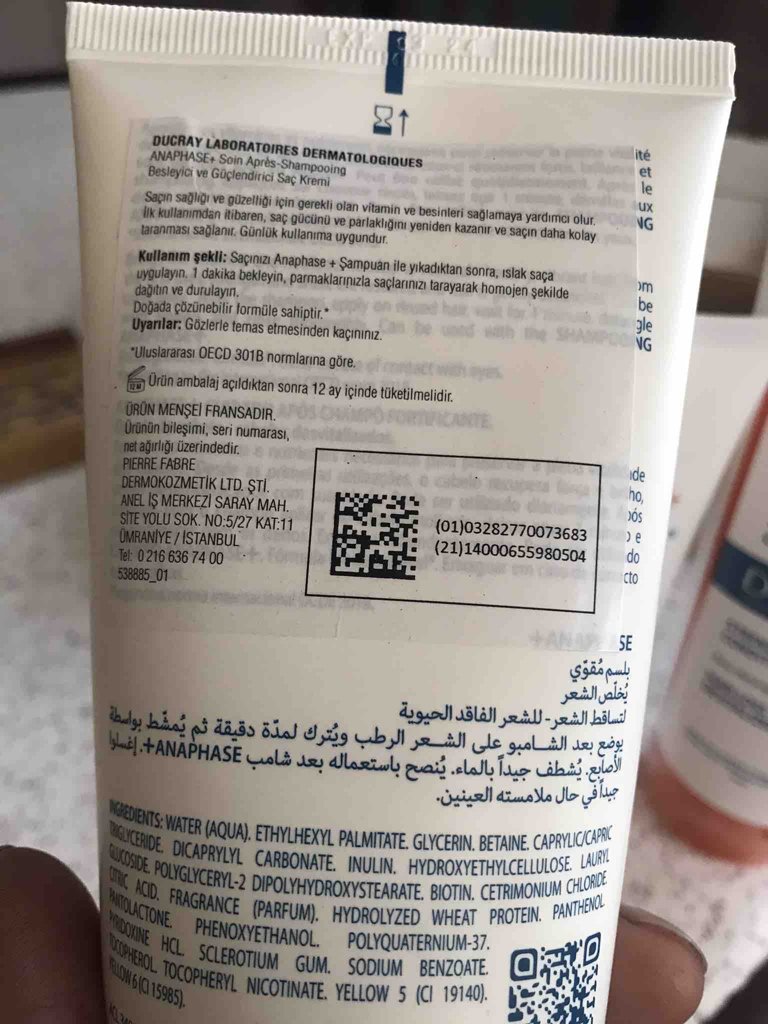 EXP 03 24
DUCRAY LABORATOIRES DERMATOLOGIQUES
ANAPHASE+ Soin Après-Shampooing
Besleyici ve Güçlendirici Saç Kremi
Saçın sağlığı ve güzelliği için gerekli olan vitamin ve besinleri sağlamaya yardımcı olur.
İlk kullanımdan itibaren, saç gücünü ve parlaklığını yeniden kazanır ve saçın daha kolay
taranması sağlanır. Günlük kullanıma uygundur.
Kullanım şekli: Saçınızı Anaphase + Şampuan ile yıkadıktan sonra, ıslak saça
uygulayın. 1 dakika bekleyin, parmaklarınızla saçlarınızı tarayarak homojen şekilde
dağıtın ve durulayın.
Doğada çözünebilir formüle sahiptir.*
Uyarılar: Gözlerle temas etmesinden kaçınınız.
*Uluslararası OECD 301B normlarına göre.
12 M Ürün ambalaj açıldıktan sonra 12 ay içinde tüketilmelidir.
ÜRÜN MENŞEİ FRANSADIR.
Ürünün bileşimi, seri numarası,
net ağırlığı üzerindedir.
PIERRE FABRE
DERMOKOZMETİK LTD. ŞTİ.
ANEL İŞ MERKEZİ SARAY MAH.
SİTE YOLU SOK. NO:5/27 KAT:11
ÜMRANİYE / İSTANBUL
Tel: 0 216 636 74 00
538885_01
(01)03282770073683
(21)14000655980504
+ANAPHASE
بلسم مُقوّي
يُخلّص الشعر
لتساقط الشعر- للشعر الفاقد الحيوية
يوضع بعد الشامبو على الشعر الرطب ويُترك لمدّة دقيقة ثم يُمشّط بواسطة
الأصابع. يُشطف جيداً بالماء. يُنصح باستعماله بعد شامب ANAPHASE+. إغسلوا
جيداً في حال ملامسته العينين.
INGREDIENTS: WATER (AQUA). ETHYLHEXYL PALMITATE. GLYCERIN. BETAINE. CAPRYLIC/CAPRIC
TRIGLYCERIDE. DICAPRYLYL CARBONATE. INULIN. HYDROXYETHYLCELLULOSE. LAURYL
GLUCOSIDE. POLYGLYCERYL-2 DIPOLYHYDROXYSTEARATE. BIOTIN. CETRIMONIUM CHLORIDE
CITRIC ACID. FRAGRANCE (PARFUM). HYDROLYZED WHEAT PROTEIN. PANTHENOL
PANTOLACTONE. PHENOXYETHANOL. POLYQUATERNIUM-37.
PYRIDOXINE HCL. SCLEROTIUM GUM. SODIUM BENZOATE.
TOCOPHEROL. TOCOPHERYL NICOTINATE. YELLOW 5 (CI 19140).
YELLOW 6 (CI 15985).